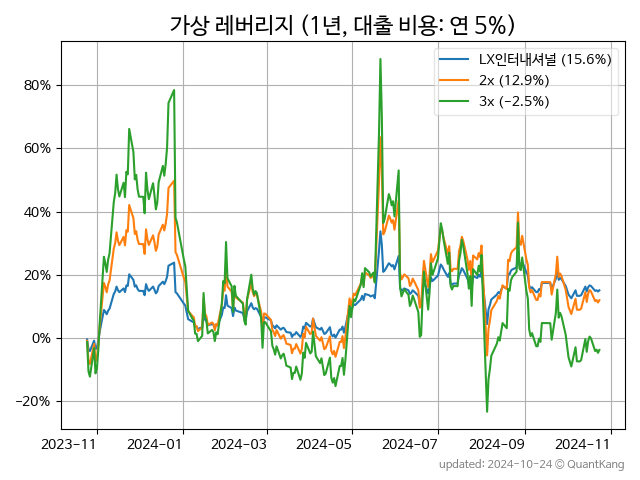 가상 레버리지 (1년, 대출 비용: 연 5%)
LX인터내셔널 (15.6%)
2x (12.9%)
3x (−2.5%)
80%
60%
40%
20%
0%
−20%
2023-11 2024-01 2024-03 2024-05 2024-07 2024-09 2024-11
updated: 2024-10-24 © QuantKang